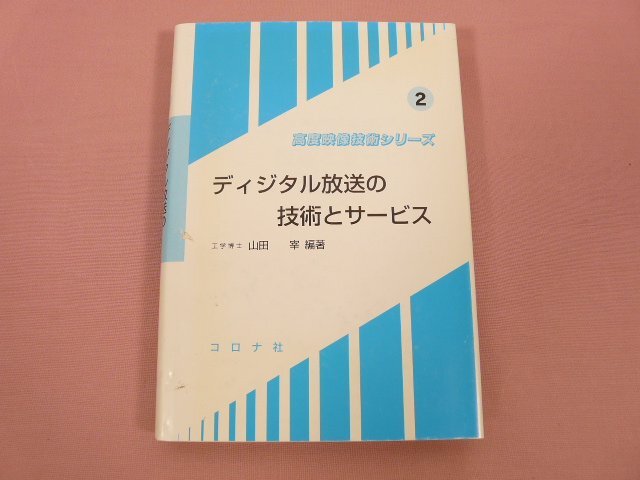 2
高度映像技術シリーズ
ディジタル放送の
技術とサービス
工学博士 山田 宰 編著
コロナ社